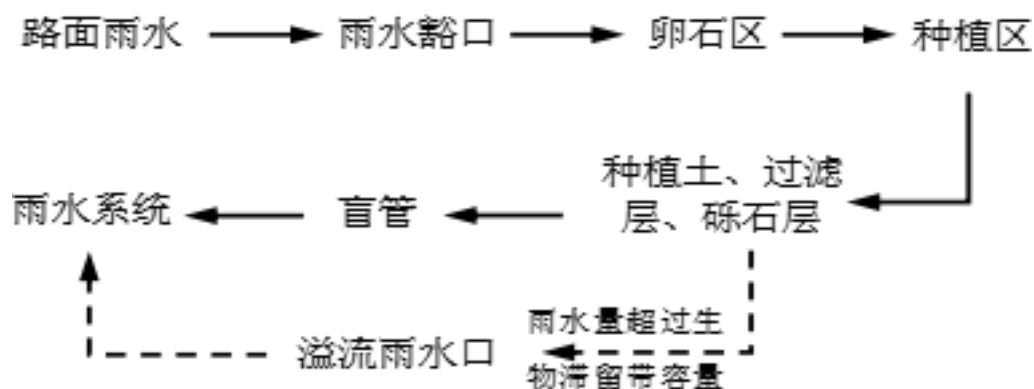 路面雨水
雨水豁口
卵石区
种植区
雨水系统
盲管
种植土、过滤
层、砾石层
溢流雨水口
雨水量超过生
物滞留带容量